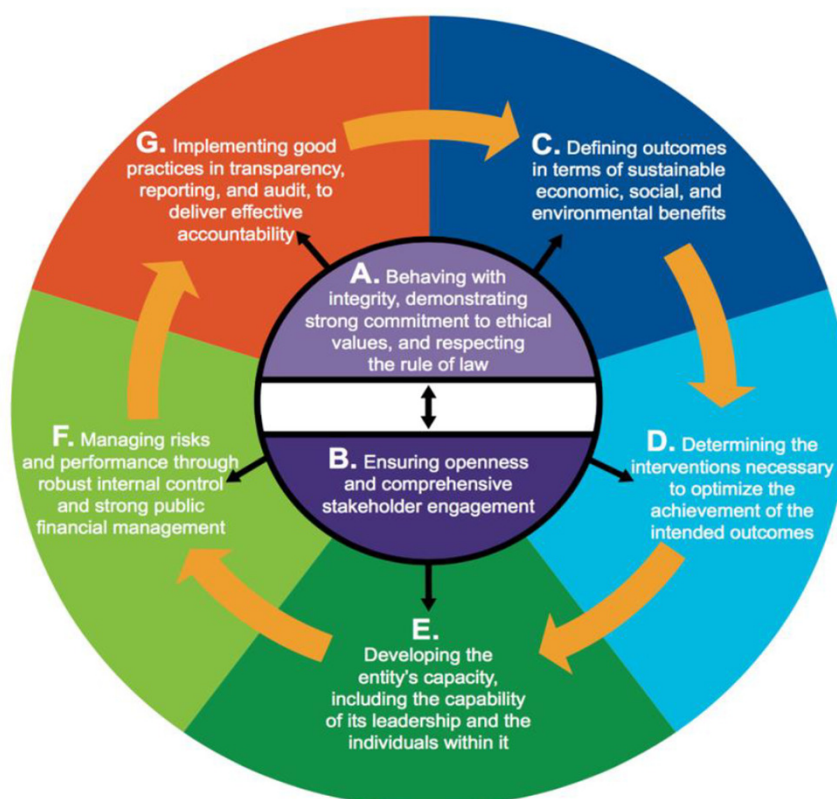 G. Implementing good
practices in transparency,
reporting, and audit, to
deliver effective
accountability
C. Defining outcomes
in terms of sustainable
economic, social, and
environmental benefits
A. Behaving with
integrity, demonstrating
strong commitment to ethical
values, and respecting
the rule of law
F. Managing risks
and performance through
robust internal control
and strong public
financial management
B. Ensuring openness
and comprehensive
stakeholder engagement
D. Determining the
interventions necessary
to optimize the
achievement of the
intended outcomes
E.
Developing the
entity's capacity,
including the capability
of its leadership and the
individuals within it